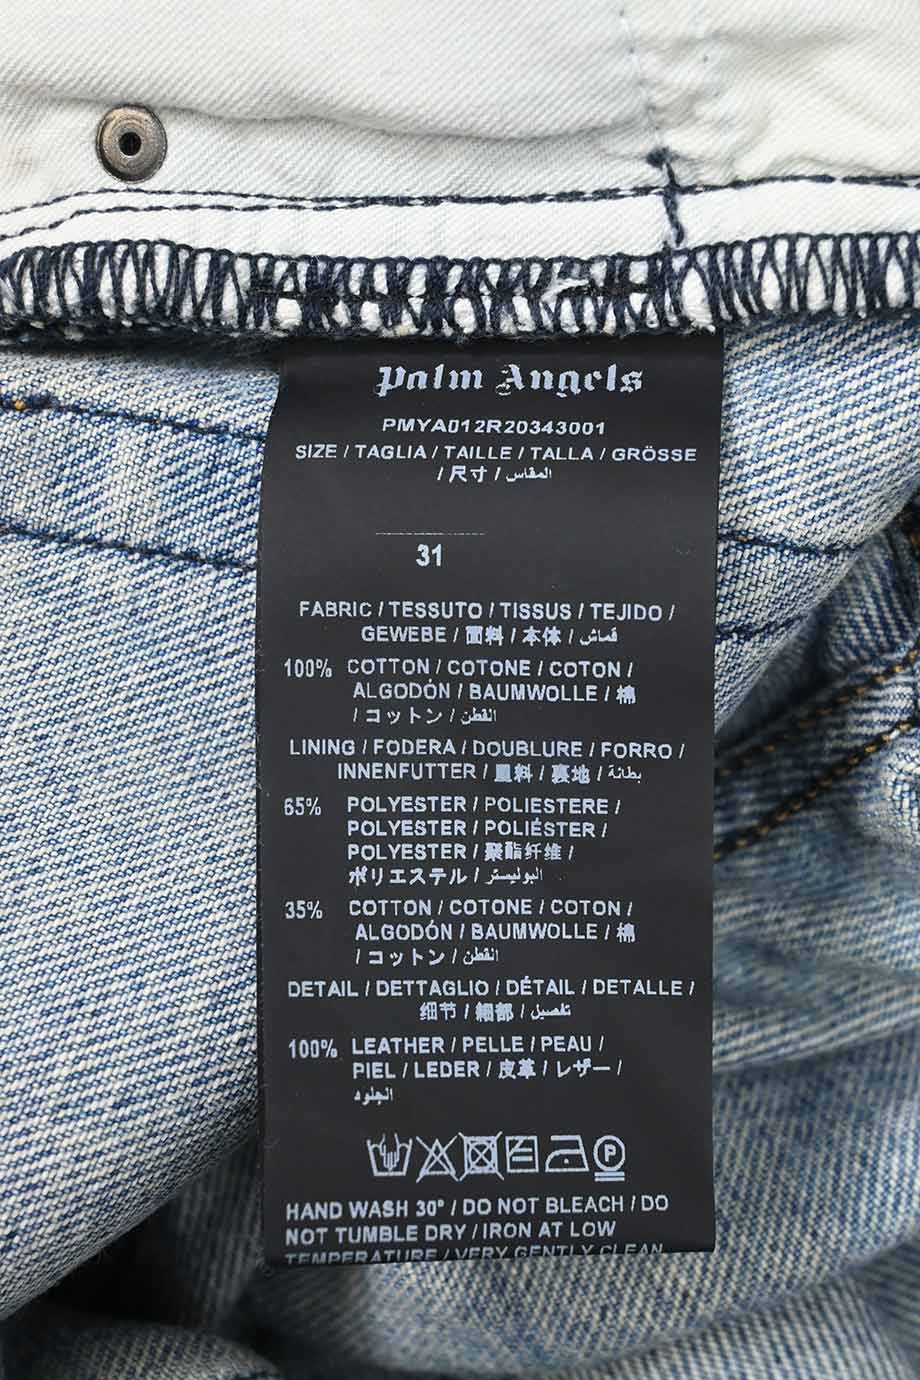 Palm Angels
PMYA012R20343001
SIZE / TAGLIA / TAILLE / TALLA / GRÖSSE
/ 尺寸 / المقاس
31
FABRIC / TESSUTO / TISSUS / TEJIDO /
GEWEBE / 面料 / 本体 / قماش
100% COTTON / COTONE / COTON /
ALGODÓN / BAUMWOLLE / 棉
/ コットン / القطن
LINING / FODERA / DOUBLURE / FORRO /
INNENFUTTER / 里料 / 裏地 / بطانة
65% POLYESTER / POLIESTERE /
POLYESTER / POLIÉSTER /
POLYESTER / 聚酯纤维 /
ポリエステル / البوليستر
35% COTTON / COTONE / COTON /
ALGODÓN / BAUMWOLLE / 棉
/ コットン / القطن
DETAIL / DETTAGLIO / DÉTAIL / DETALLE /
细节 / 細部 / تفصيل
100% LEATHER / PELLE / PEAU /
PIEL / LEDER / 皮革 / レザー /
الجلود
P
HAND WASH 30° / DO NOT BLEACH / DO
NOT TUMBLE DRY / IRON AT LOW
TEMPERATURE / VERY GENTLY CLEAN